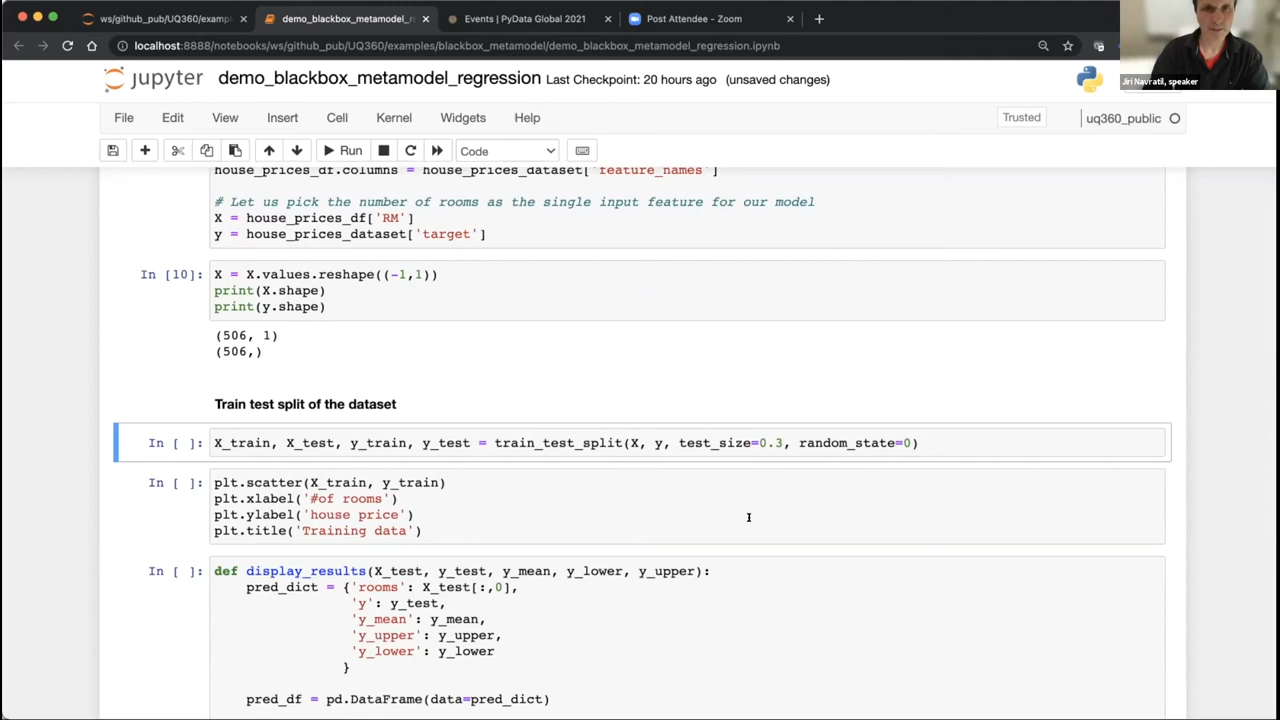 ws/github_pub/UQ360/exampl
demo_blackbox_metamodel_r
Events | PyData Global 2021
Post Attendee - Zoom
localhost:8888/notebooks/ws/github_pub/UQ360/examples/blackbox_metamodel/demo_blackbox_metamodel_regression.ipynb
Jiri Navratil, speaker
jupyter demo_blackbox_metamodel_regression Last Checkpoint: 20 hours ago (unsaved changes)
File Edit View Insert Cell Kernel Widgets Help Trusted uq360_public
Run Code
house_prices_df.columns = house_prices_dataset['feature_names']
# Let us pick the number of rooms as the single input feature for our model
X = house_prices_df['RM']
y = house_prices_dataset['target']
In [10]: X = X.values.reshape((-1,1))
print(X.shape)
print(y.shape)
(506, 1)
(506,)
Train test split of the dataset
In [ ]: X_train, X_test, y_train, y_test = train_test_split(X, y, test_size=0.3, random_state=0)
In [ ]: plt.scatter(X_train, y_train)
plt.xlabel('#of rooms')
plt.ylabel('house price')
plt.title('Training data')
In [ ]: def display_results(X_test, y_test, y_mean, y_lower, y_upper):
pred_dict = {'rooms': X_test[:,0],
'y': y_test,
'y_mean': y_mean,
'y_upper': y_upper,
'y_lower': y_lower
}
pred_df = pd.DataFrame(data=pred_dict)